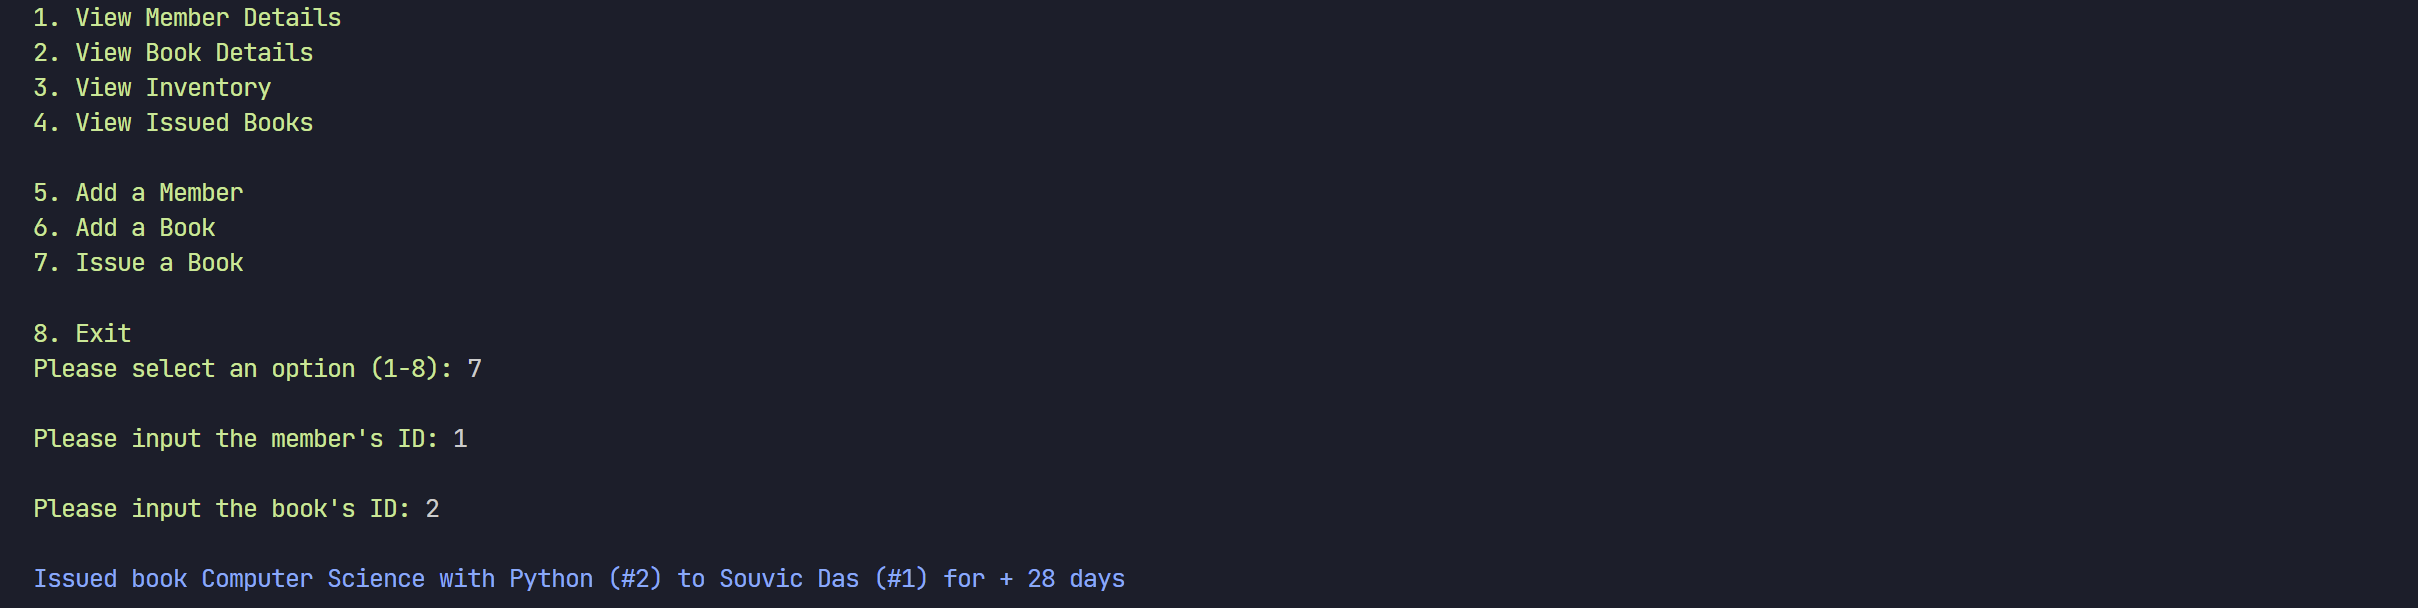 1. View Member Details
2. View Book Details
3. View Inventory
4. View Issued Books
5. Add a Member
6. Add a Book
7. Issue a Book
8. Exit
Please select an option (1-8): 7
Please input the member's ID: 1
Please input the book's ID: 2
Issued book Computer Science with Python (#2) to Souvic Das (#1) for + 28 days